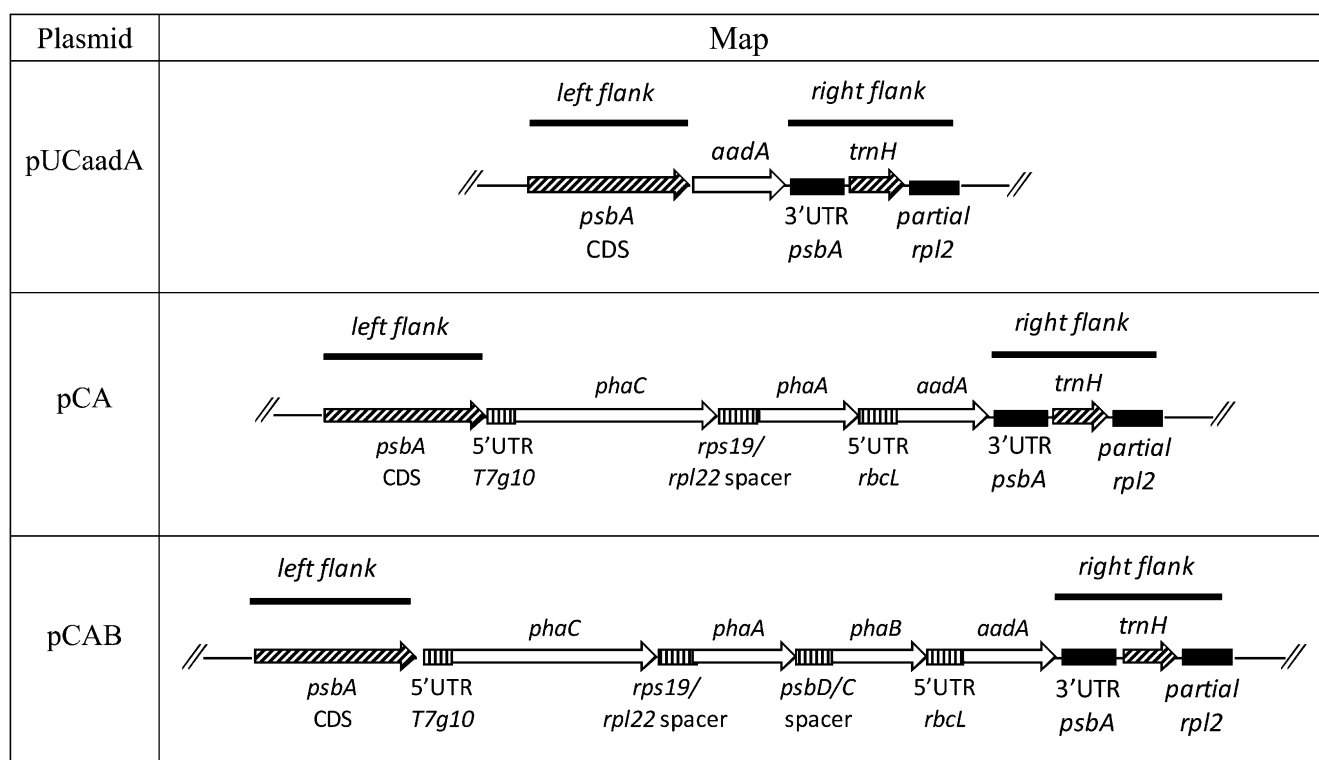 Plasmid Map
pUCaadA
left flank right flank
aadA trnH
psbA 3’UTR partial
CDS psbA rpl2
pCA
left flank right flank
phaC phaA aadA trnH
psbA 5’UTR rps19/ 5’UTR 3’UTR partial
CDS T7g10 rpl22 spacer rbcL psbA rpl2
pCAB
left flank right flank
phaC phaA phaB aadA trnH
psbA 5’UTR rps19/ psbD/C 5’UTR 3’UTR partial
CDS T7g10 rpl22 spacer spacer rbcL psbA rpl2